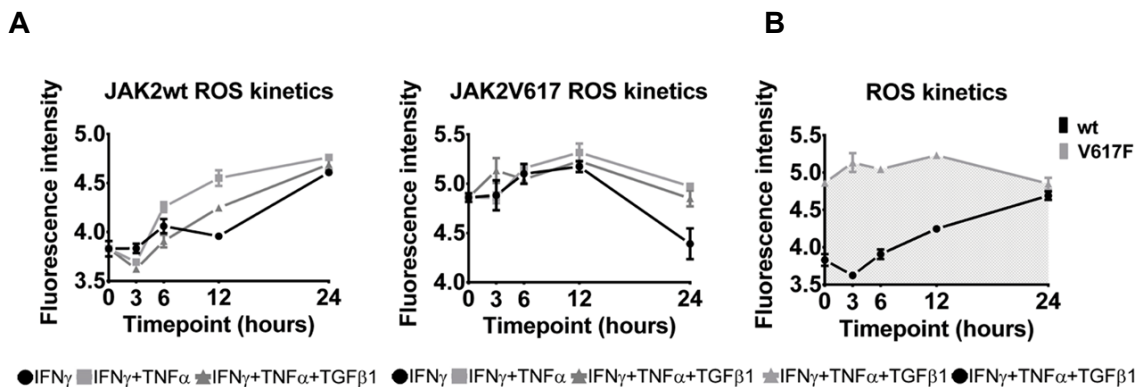 A
B
JAK2wt ROS kinetics
JAK2V617 ROS kinetics
ROS kinetics
wt
V617F
Fluorescence intensity
5.0
4.5
4.0
3.5
0
3
6
12
24
Timepoint (hours)
Fluorescence intensity
5.5
5.0
4.5
4.0
0
3
6
12
24
Timepoint (hours)
Fluorescence intensity
5.5
5.0
4.5
4.0
3.5
0
3
6
12
24
Timepoint (hours)
IFNγ IFNγ+TNFα IFNγ+TNFα+TGFβ1 IFNγ IFNγ+TNFα IFNγ+TNFα+TGFβ1 IFNγ+TNFα+TGFβ1 IFNγ+TNFα+TGFβ1